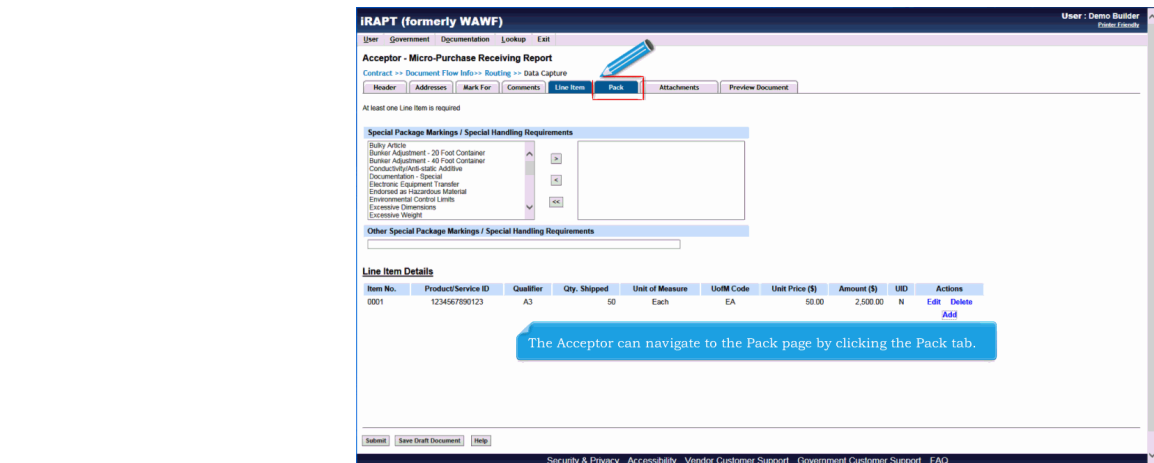 iRAPT (formerly WAWF)
User : Demo Builder
Printer Friendly
User Government Documentation Lookup Exit
Acceptor - Micro-Purchase Receiving Report
Contract >> Document Flow Info>> Routing >> Data Capture
Header Addresses Mark For Comments Line Item Pack Attachments Preview Document
At least one Line Item is required
Special Package Markings / Special Handling Requirements
Bulky Article
Bunker Adjustment - 20 Foot Container
Bunker Adjustment - 40 Foot Container
Conductivity/Anti-static Additive
Documentation - Special
Electronic Equipment Transfer
Endorsed as Hazardous Material
Environmental Control Limits
Excessive Dimensions
Excessive Weight
>
<
<<
Other Special Package Markings / Special Handling Requirements
Line Item Details
Item No. Product/Service ID Qualifier Qty. Shipped Unit of Measure UofM Code Unit Price ($) Amount ($) UID Actions
0001 1234567890123 A3 50 Each EA 50.00 2,500.00 N Edit Delete
Add
The Acceptor can navigate to the Pack page by clicking the Pack tab.
Submit Save Draft Document Help
Security & Privacy Accessibility Vendor Customer Support Government Customer Support FAQ